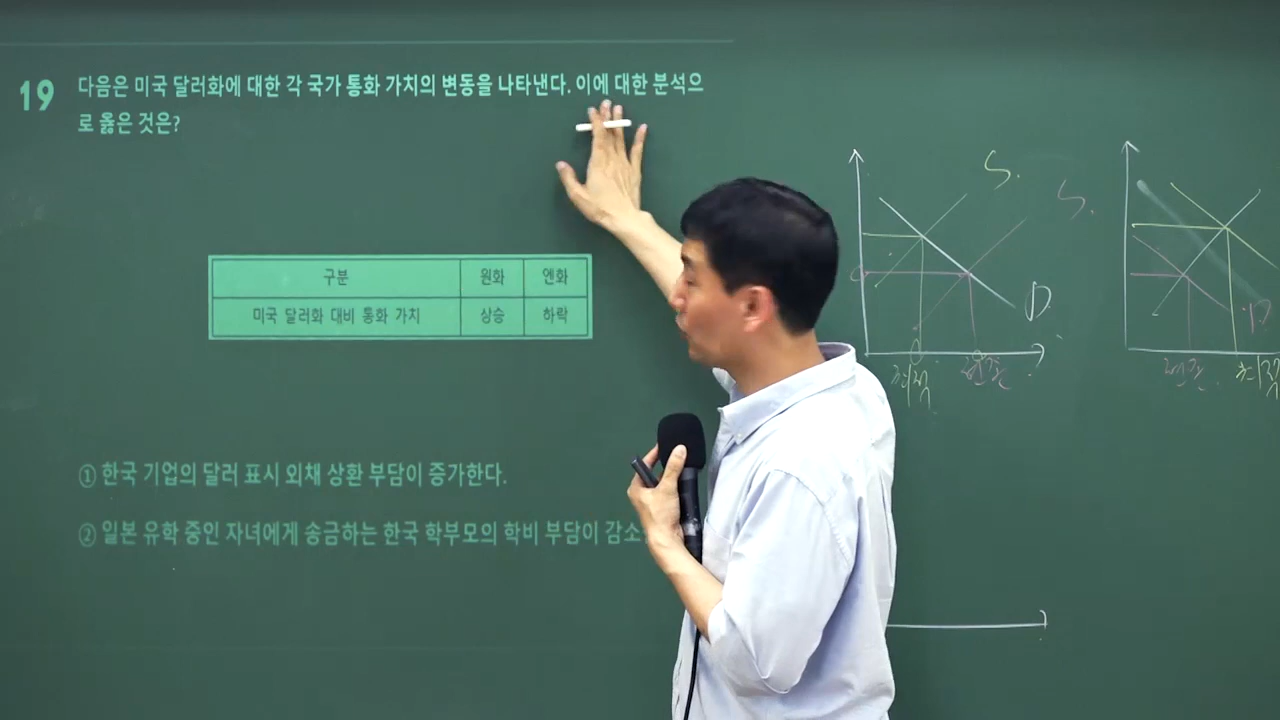 19 다음은 미국 달러화에 대한 각 국가 통화 가치의 변동을 나타낸다. 이에 대한 분석으
로 옳은 것은?
구분 원화 엔화
미국 달러화 대비 통화 가치 상승 하락
① 한국 기업의 달러 표시 외채 상환 부담이 증가한다.
② 일본 유학 중인 자녀에게 송금하는 한국 학부모의 학비 부담이 감소
S.
S.
D
D